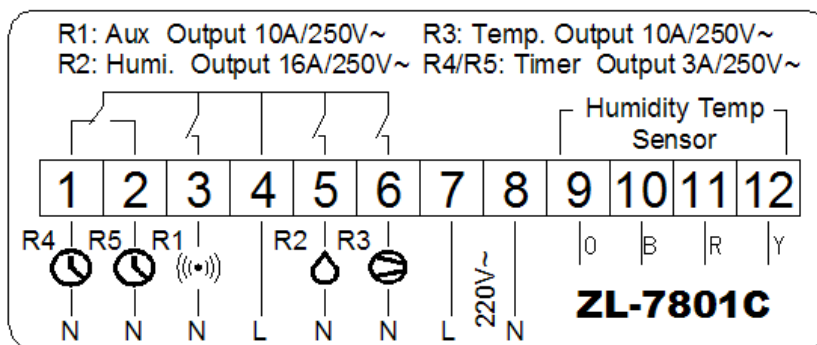 R1: Aux Output 10A/250V~ R3: Temp. Output 10A/250V~
R2: Humi. Output 16A/250V~ R4/R5: Timer Output 3A/250V~
Humidity Temp
Sensor
1 2 3 4 5 6 7 8 9 10 11 12
R4 R5 R1 R2 R3 220V~ O B R Y
ZL-7801C
N N N L N N L N